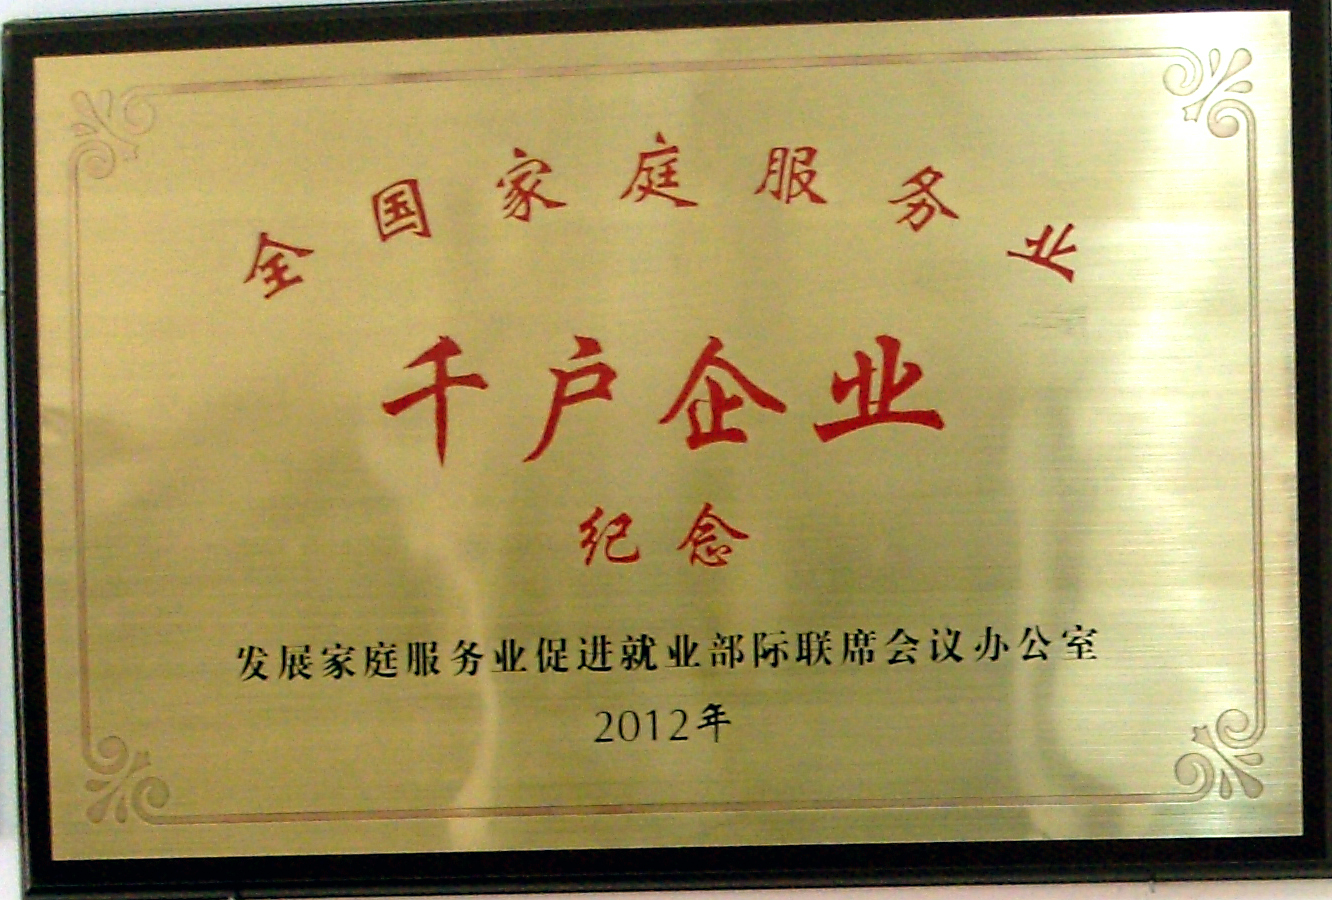 全国家庭服务业
千户企业
纪念
发展家庭服务业促进就业部际联席会议办公室
2012年